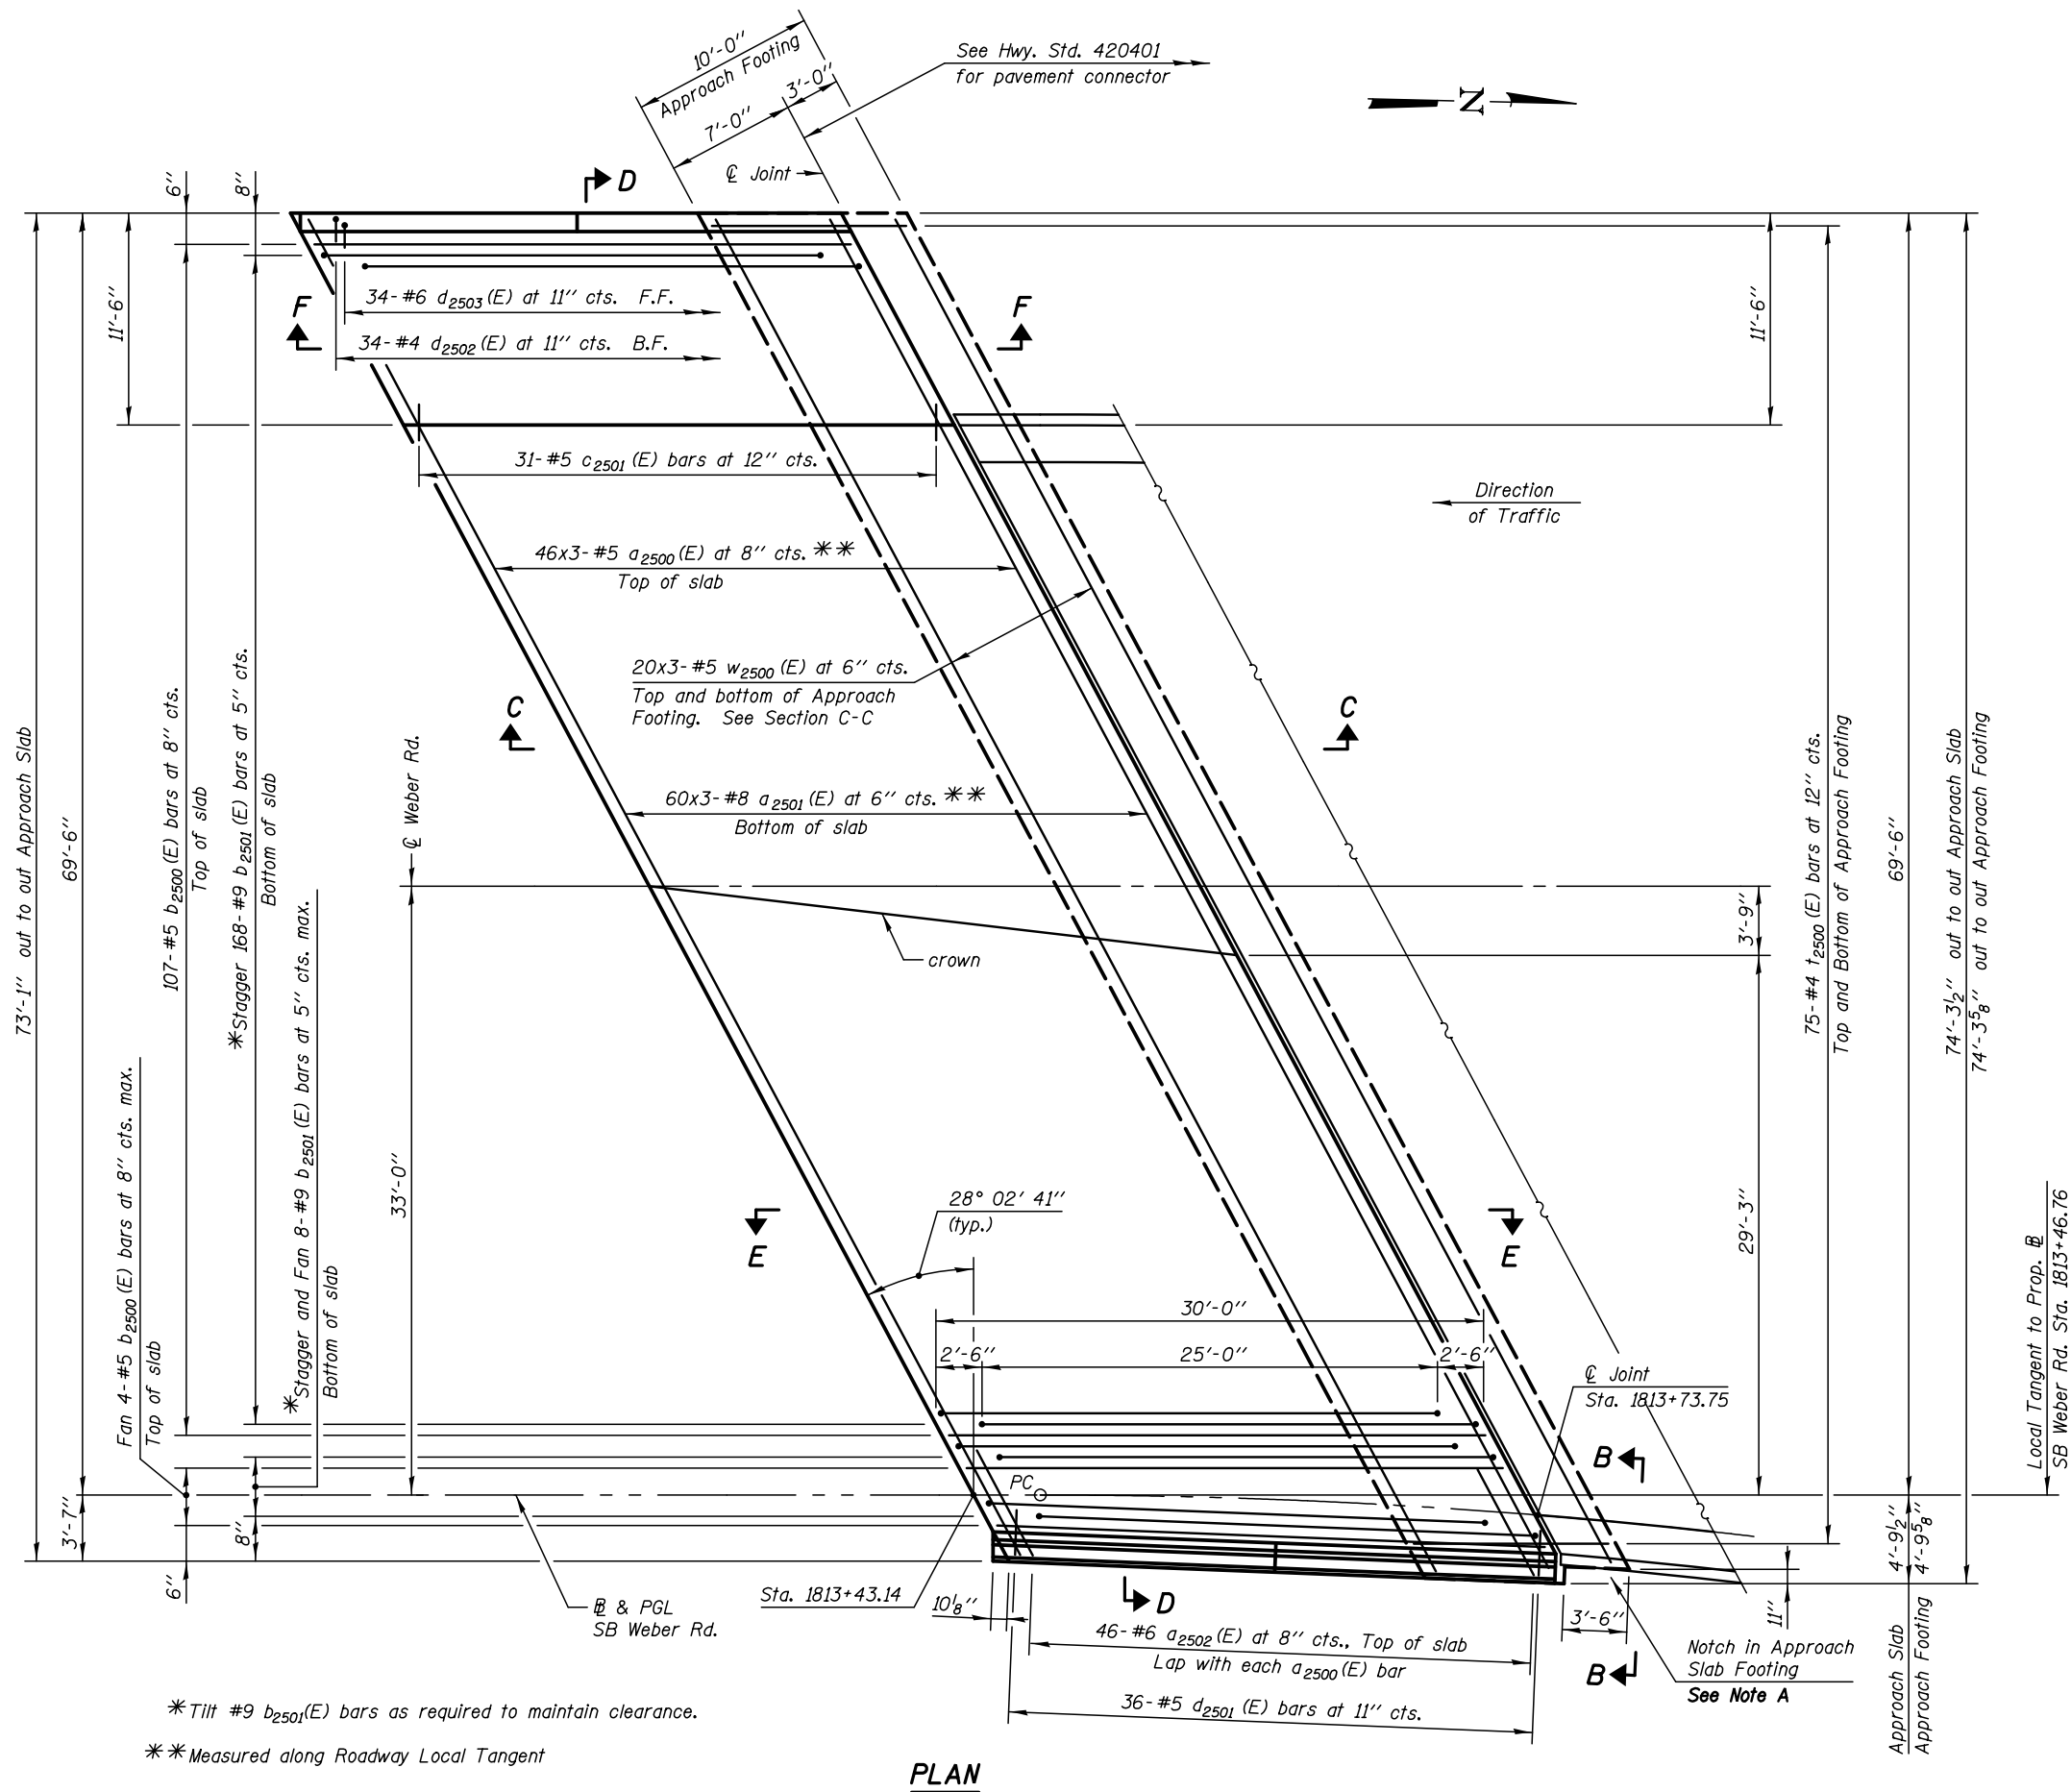 10'-0"
Approach Footing
3'-0"
7'-0"
See Hwy. Std. 420401
for pavement connector
N
℄ Joint
D
6"
8"
11'-6"
11'-6"
F
F
34-#6 d2503(E) at 11" cts. F.F.
34-#4 d2502(E) at 11" cts. B.F.
31-#5 c2501(E) bars at 12" cts.
Direction
of Traffic
46x3-#5 a2500(E) at 8" cts. **
Top of slab
20x3-#5 w2500(E) at 6" cts.
Top and bottom of Approach
Footing. See Section C-C
C
C
60x3-#8 a2501(E) at 6" cts. **
Bottom of slab
℄ Weber Rd.
crown
73'-1" out to out Approach Slab
69'-6"
107-#5 b2500(E) bars at 8" cts.
Top of slab
*Stagger 168-#9 b2501(E) bars at 5" cts.
Bottom of slab
Fan 4-#5 b2500(E) bars at 8" cts. max.
Top of slab
*Stagger and Fan 8-#9 b2501(E) bars at 5" cts. max.
Bottom of slab
33'-0"
3'-9"
29'-3"
75-#4 t2500(E) bars at 12" cts.
Top and Bottom of Approach Footing
69'-6"
74'-3½" out to out Approach Slab
74'-3⅝" out to out Approach Footing
Local Tangent to Prop. ⅊
SB Weber Rd. Sta. 1813+46.76
28° 02' 41"
(typ.)
E
E
30'-0"
2'-6"
25'-0"
2'-6"
℄ Joint
Sta. 1813+73.75
B
PC
3'-7"
8"
6"
⅊ & PGL
SB Weber Rd.
Sta. 1813+43.14
10⅛"
D
46-#6 a2502(E) at 8" cts., Top of slab
Lap with each a2500(E) bar
36-#5 d2501(E) bars at 11" cts.
3'-6"
11"
B
Notch in Approach
Slab Footing
See Note A
4'-9½"
4'-9⅝"
Approach Slab
Approach Footing
*Tilt #9 b2501(E) bars as required to maintain clearance.
**Measured along Roadway Local Tangent
PLAN